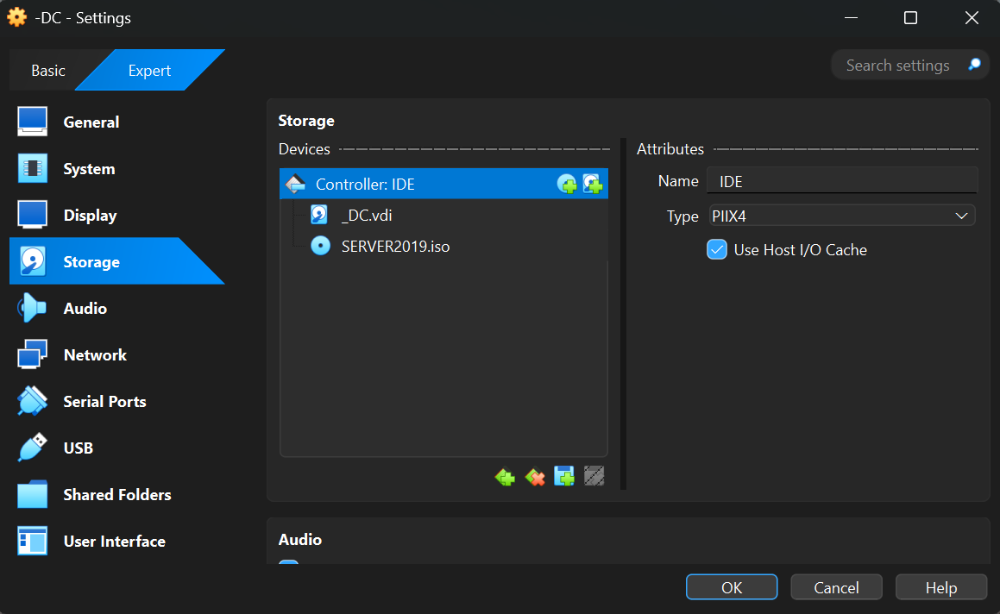 -DC - Settings
Basic
Expert
Search settings
General
System
Display
Storage
Audio
Network
Serial Ports
USB
Shared Folders
User Interface
Storage
Devices
Controller: IDE
_DC.vdi
SERVER2019.iso
Attributes
Name IDE
Type PIIX4
Use Host I/O Cache
Audio
OK Cancel Help